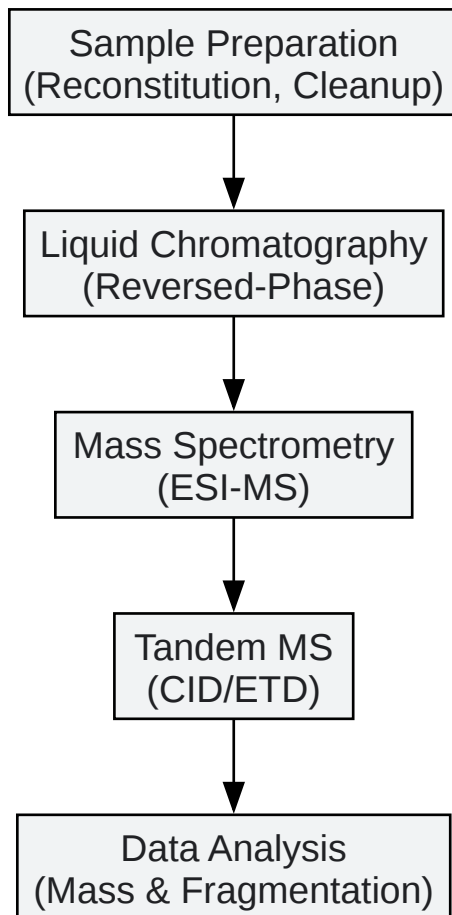 Sample Preparation
(Reconstitution, Cleanup)
Liquid Chromatography
(Reversed-Phase)
Mass Spectrometry
(ESI-MS)
Tandem MS
(CID/ETD)
Data Analysis
(Mass & Fragmentation)